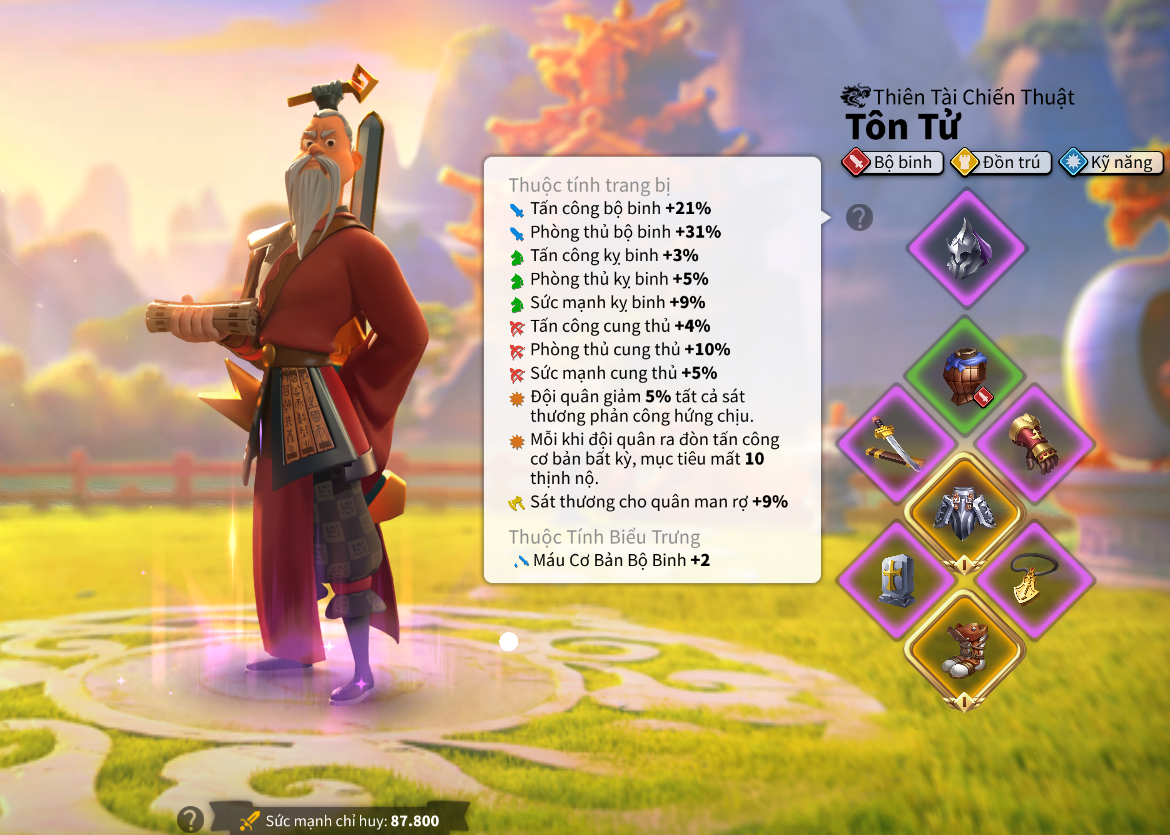 Thiên Tài Chiến Thuật
Tôn Tử
Bộ binh
Đồn trú
Kỹ năng
?
Thuộc tính trang bị
Tấn công bộ binh +21%
Phòng thủ bộ binh +31%
Tấn công kỵ binh +3%
Phòng thủ kỵ binh +5%
Sức mạnh kỵ binh +9%
Tấn công cung thủ +4%
Phòng thủ cung thủ +10%
Sức mạnh cung thủ +5%
Đội quân giảm 5% tất cả sát
thương phản công hứng chịu.
Mỗi khi đội quân ra đòn tấn công
cơ bản bất kỳ, mục tiêu mất 10
thịnh nộ.
Sát thương cho quân man rợ +9%
Thuộc Tính Biểu Trưng
Máu Cơ Bản Bộ Binh +2
I
I
?
Sức mạnh chỉ huy: 87.800